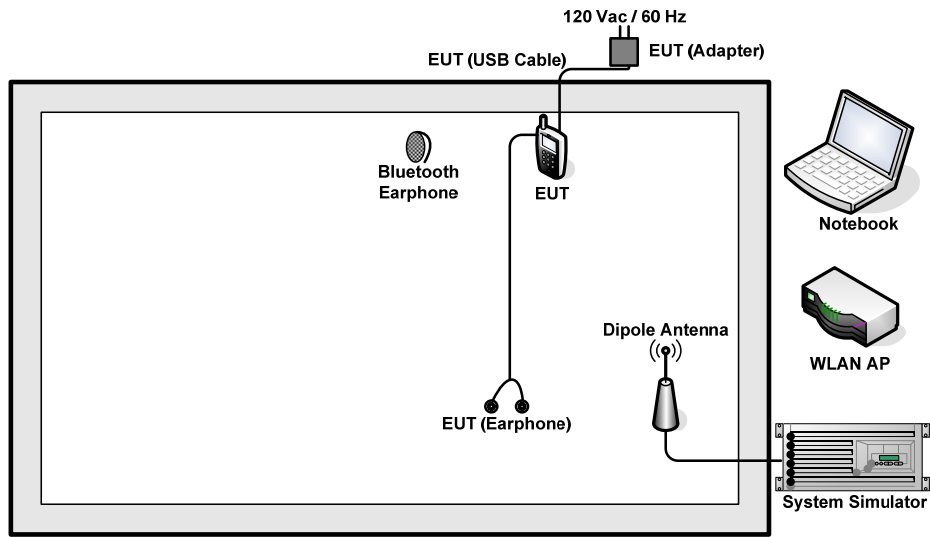 120 Vac / 60 Hz
EUT (USB Cable)
EUT (Adapter)
Bluetooth
Earphone
EUT
Notebook
Dipole Antenna
WLAN AP
EUT (Earphone)
System Simulator